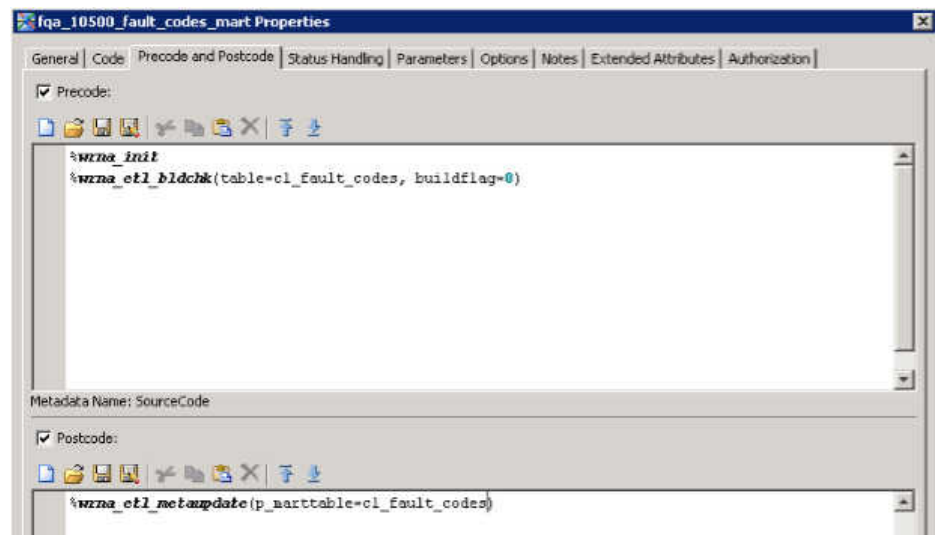 fqa_10500_fault_codes_mart Properties
General Code Precode and Postcode Status Handling Parameters Options Notes Extended Attributes Authorization
Precode:
%wrna_init
%wrna_etl_bldchk(table=cl_fault_codes, buildflag=0)
Metadata Name: SourceCode
Postcode:
%wrna_etl_metaupdate(p_marttable=cl_fault_codes)